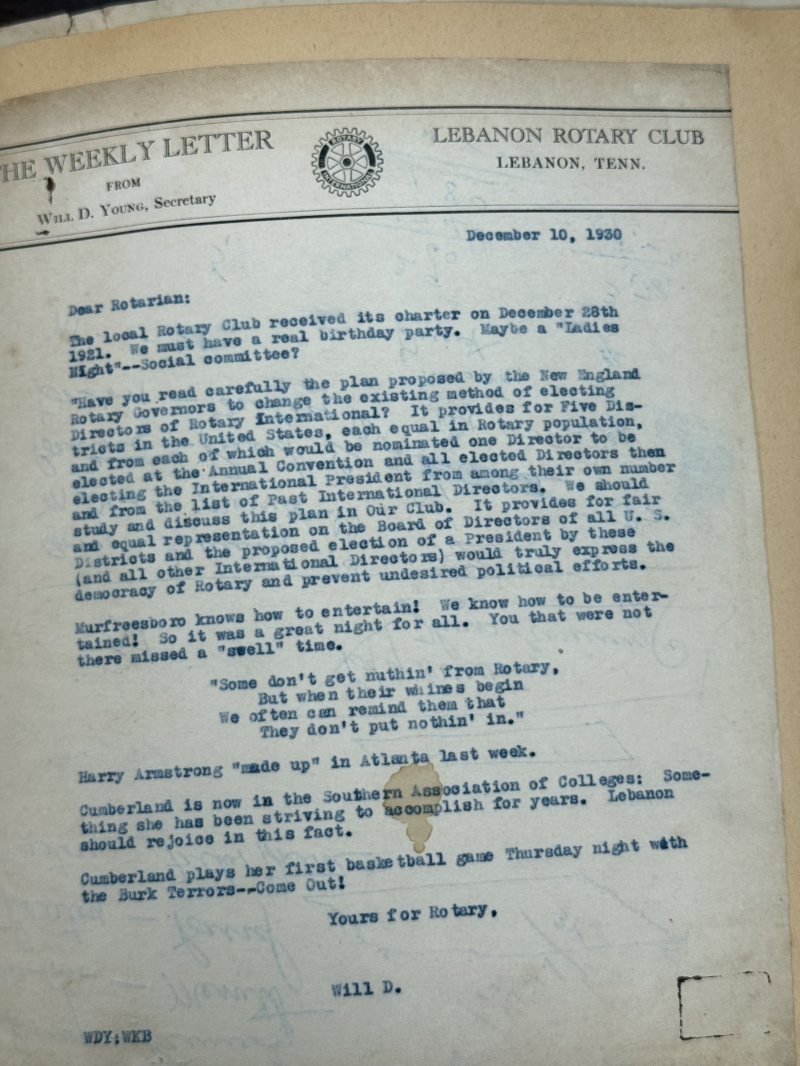 THE WEEKLY LETTER
FROM
WILL D. YOUNG, Secretary
ROTARY
INTERNATIONAL
LEBANON ROTARY CLUB
LEBANON, TENN.
December 10, 1930
Dear Rotarian:
The local Rotary Club received its charter on December 28th
1921. We must have a real birthday party. Maybe a "Ladies
Night"--Social committee?
"Have you read carefully the plan proposed by the New England
Rotary Governors to change the existing method of electing
Directors of Rotary International? It provides for Five Dis-
tricts in the United States, each equal in Rotary population,
and from each of which would be nominated one Director to be
elected at the Annual Convention and all elected Directors then
electing the International President from among their own number
and from the list of Past International Directors. We should
study and discuss this plan in Our Club. It provides for fair
and equal representation on the Board of Directors of all U. S.
Districts and the proposed election of a President by these
(and all other International Directors) would truly express the
democracy of Rotary and prevent undesired political efforts.
Murfreesboro knows how to entertain! We know how to be enter-
tained! So it was a great night for all. You that were not
there missed a "swell" time.
"Some don't get nuthin' from Rotary,
But when their whines begin
We often can remind them that
They don't put nothin' in."
Harry Armstrong "made up" in Atlanta last week.
Cumberland is now in the Southern Association of Colleges: Some-
thing she has been striving to accomplish for years. Lebanon
should rejoice in this fact.
Cumberland plays her first basketball game Thursday night with
the Burk Terrors--Come Out!
Yours for Rotary,
Will D.
WDY;WKB